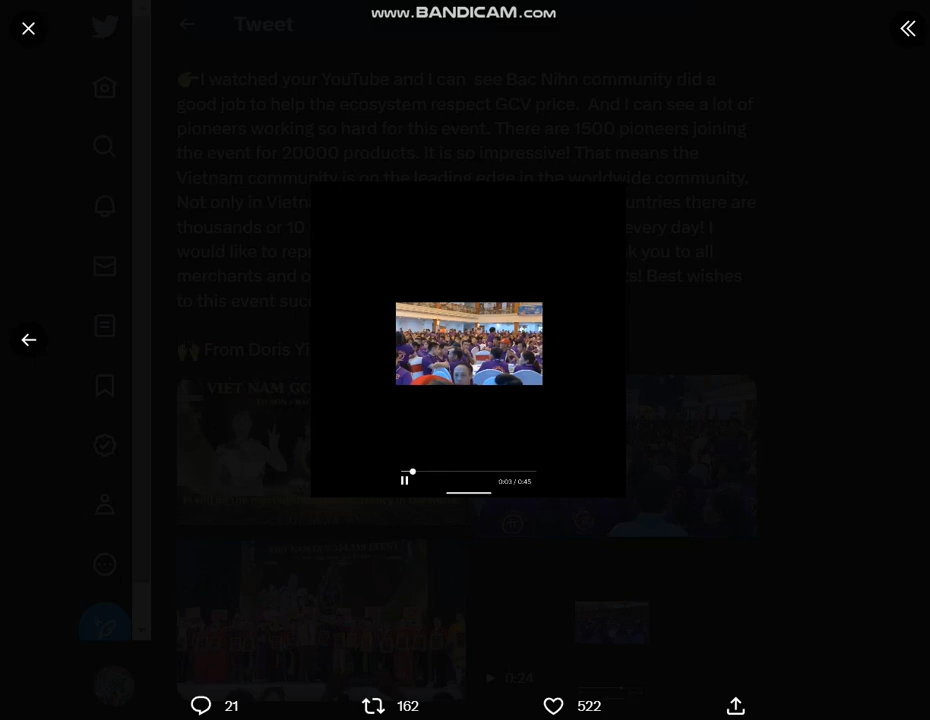 www.BANDICAM.com
Tweet
👉I watched your YouTube and I can see Bac Nihn community did a
good job to help the ecosystem respect GCV price. And I can see a lot of
pioneers working so hard for this event. There are 1500 pioneers joining
the event for 20000 products. It is so impressive! That means the
Vietnam community is on the leading edge in the worldwide community.
Not only in Vietn untries there are
thousands or 10 every day! I
would like to repr k you to all
merchants and o ts! Best wishes
to this event suc
🙌 From Doris Yi
VIET NAM GC
0:03 / 0:45
0:24
21 162 522